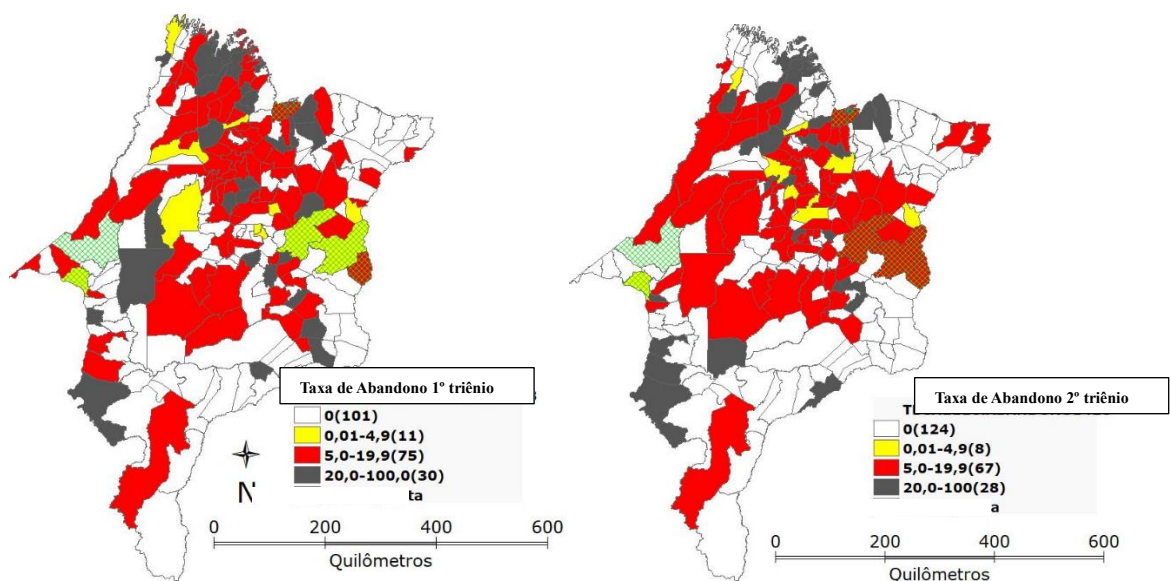 Taxa de Abandono 1º triênio
0(101)
0,01-4,9(11)
5,0-19,9(75)
20,0-100,0(30)
ta
N
0 200 400 600
Quilômetros
Taxa de Abandono 2º triênio
0(124)
0,01-4,9(8)
5,0-19,9(67)
20,0-100(28)
a
0 200 400 600
Quilômetros